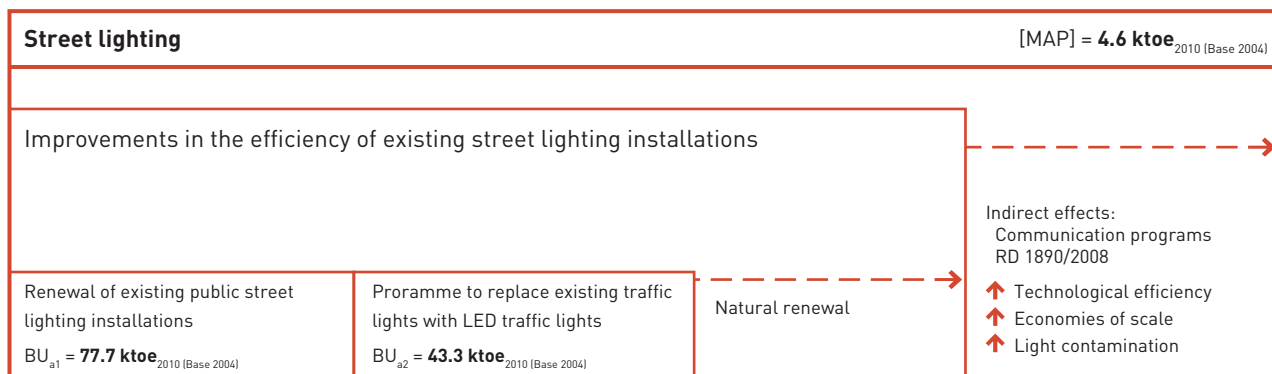 Street lighting
[MAP] = 4.6 ktoe2010 (Base 2004)
Improvements in the efficiency of existing street lighting installations
Renewal of existing public street
lighting installations
BUa1 = 77.7 ktoe2010 (Base 2004)
Proramme to replace existing traffic
lights with LED traffic lights
BUa2 = 43.3 ktoe2010 (Base 2004)
Natural renewal
Indirect effects:
Communication programs
RD 1890/2008
↑ Technological efficiency
↑ Economies of scale
↑ Light contamination